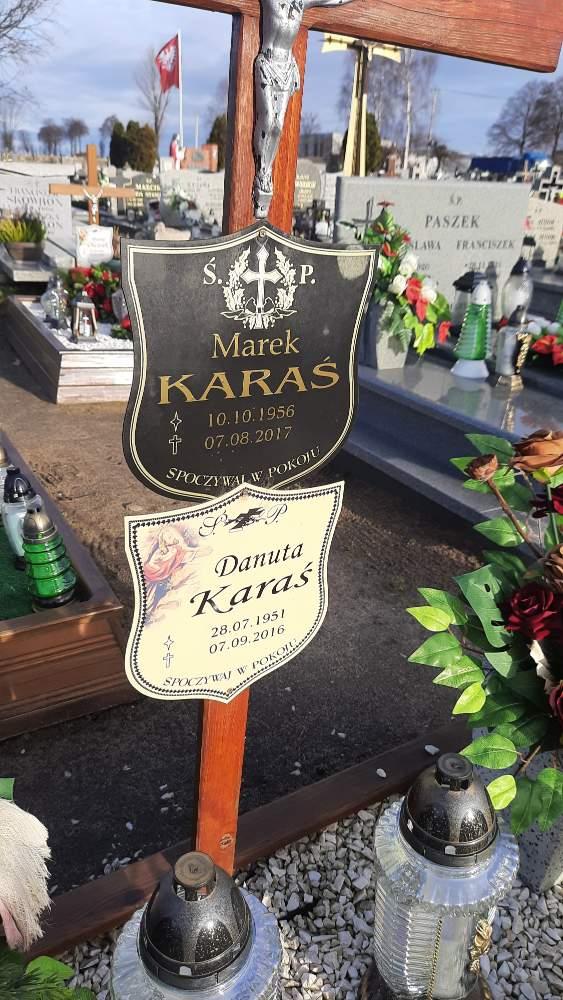 Ś. P.
Marek
KARAŚ
10.10.1956
07.08.2017
SPOCZYWAJ W POKOJU
Ś. P.
Danuta
Karaś
28.07.1951
07.09.2016
SPOCZYWAJ W POKOJU
Ś.P.
PASZEK
FRANCISZEK